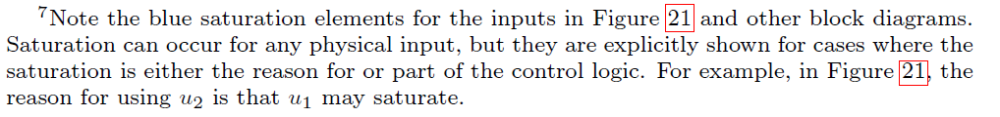 7Note the blue saturation elements for the inputs in Figure 21 and other block diagrams.
Saturation can occur for any physical input, but they are explicitly shown for cases where the
saturation is either the reason for or part of the control logic. For example, in Figure 21, the
reason for using u2 is that u1 may saturate.